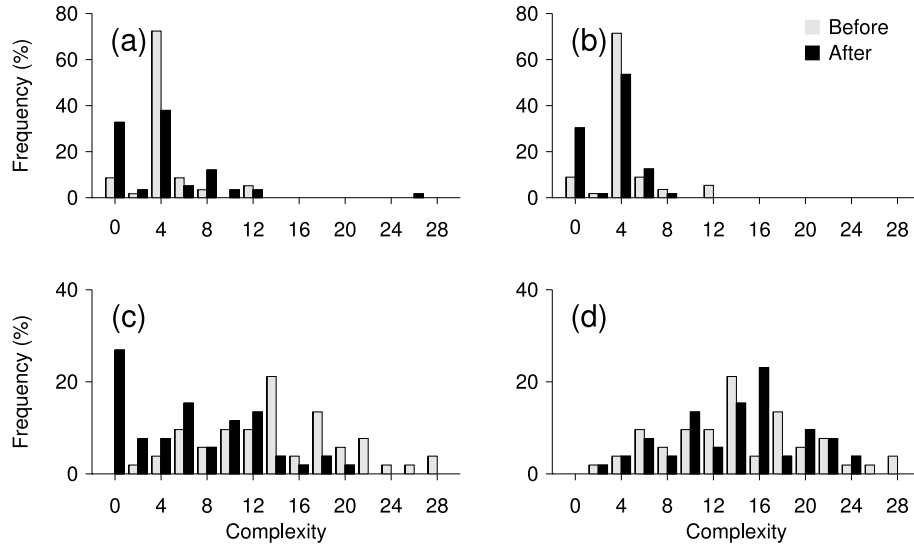 80 (a) 80 (b) Before
After
60 60
40 40
20 20
0 0
Frequency (%)
0 4 8 12 16 20 24 28 0 4 8 12 16 20 24 28
40 (c) 40 (d)
20 20
0 0
Frequency (%)
0 4 8 12 16 20 24 28 0 4 8 12 16 20 24 28
Complexity Complexity